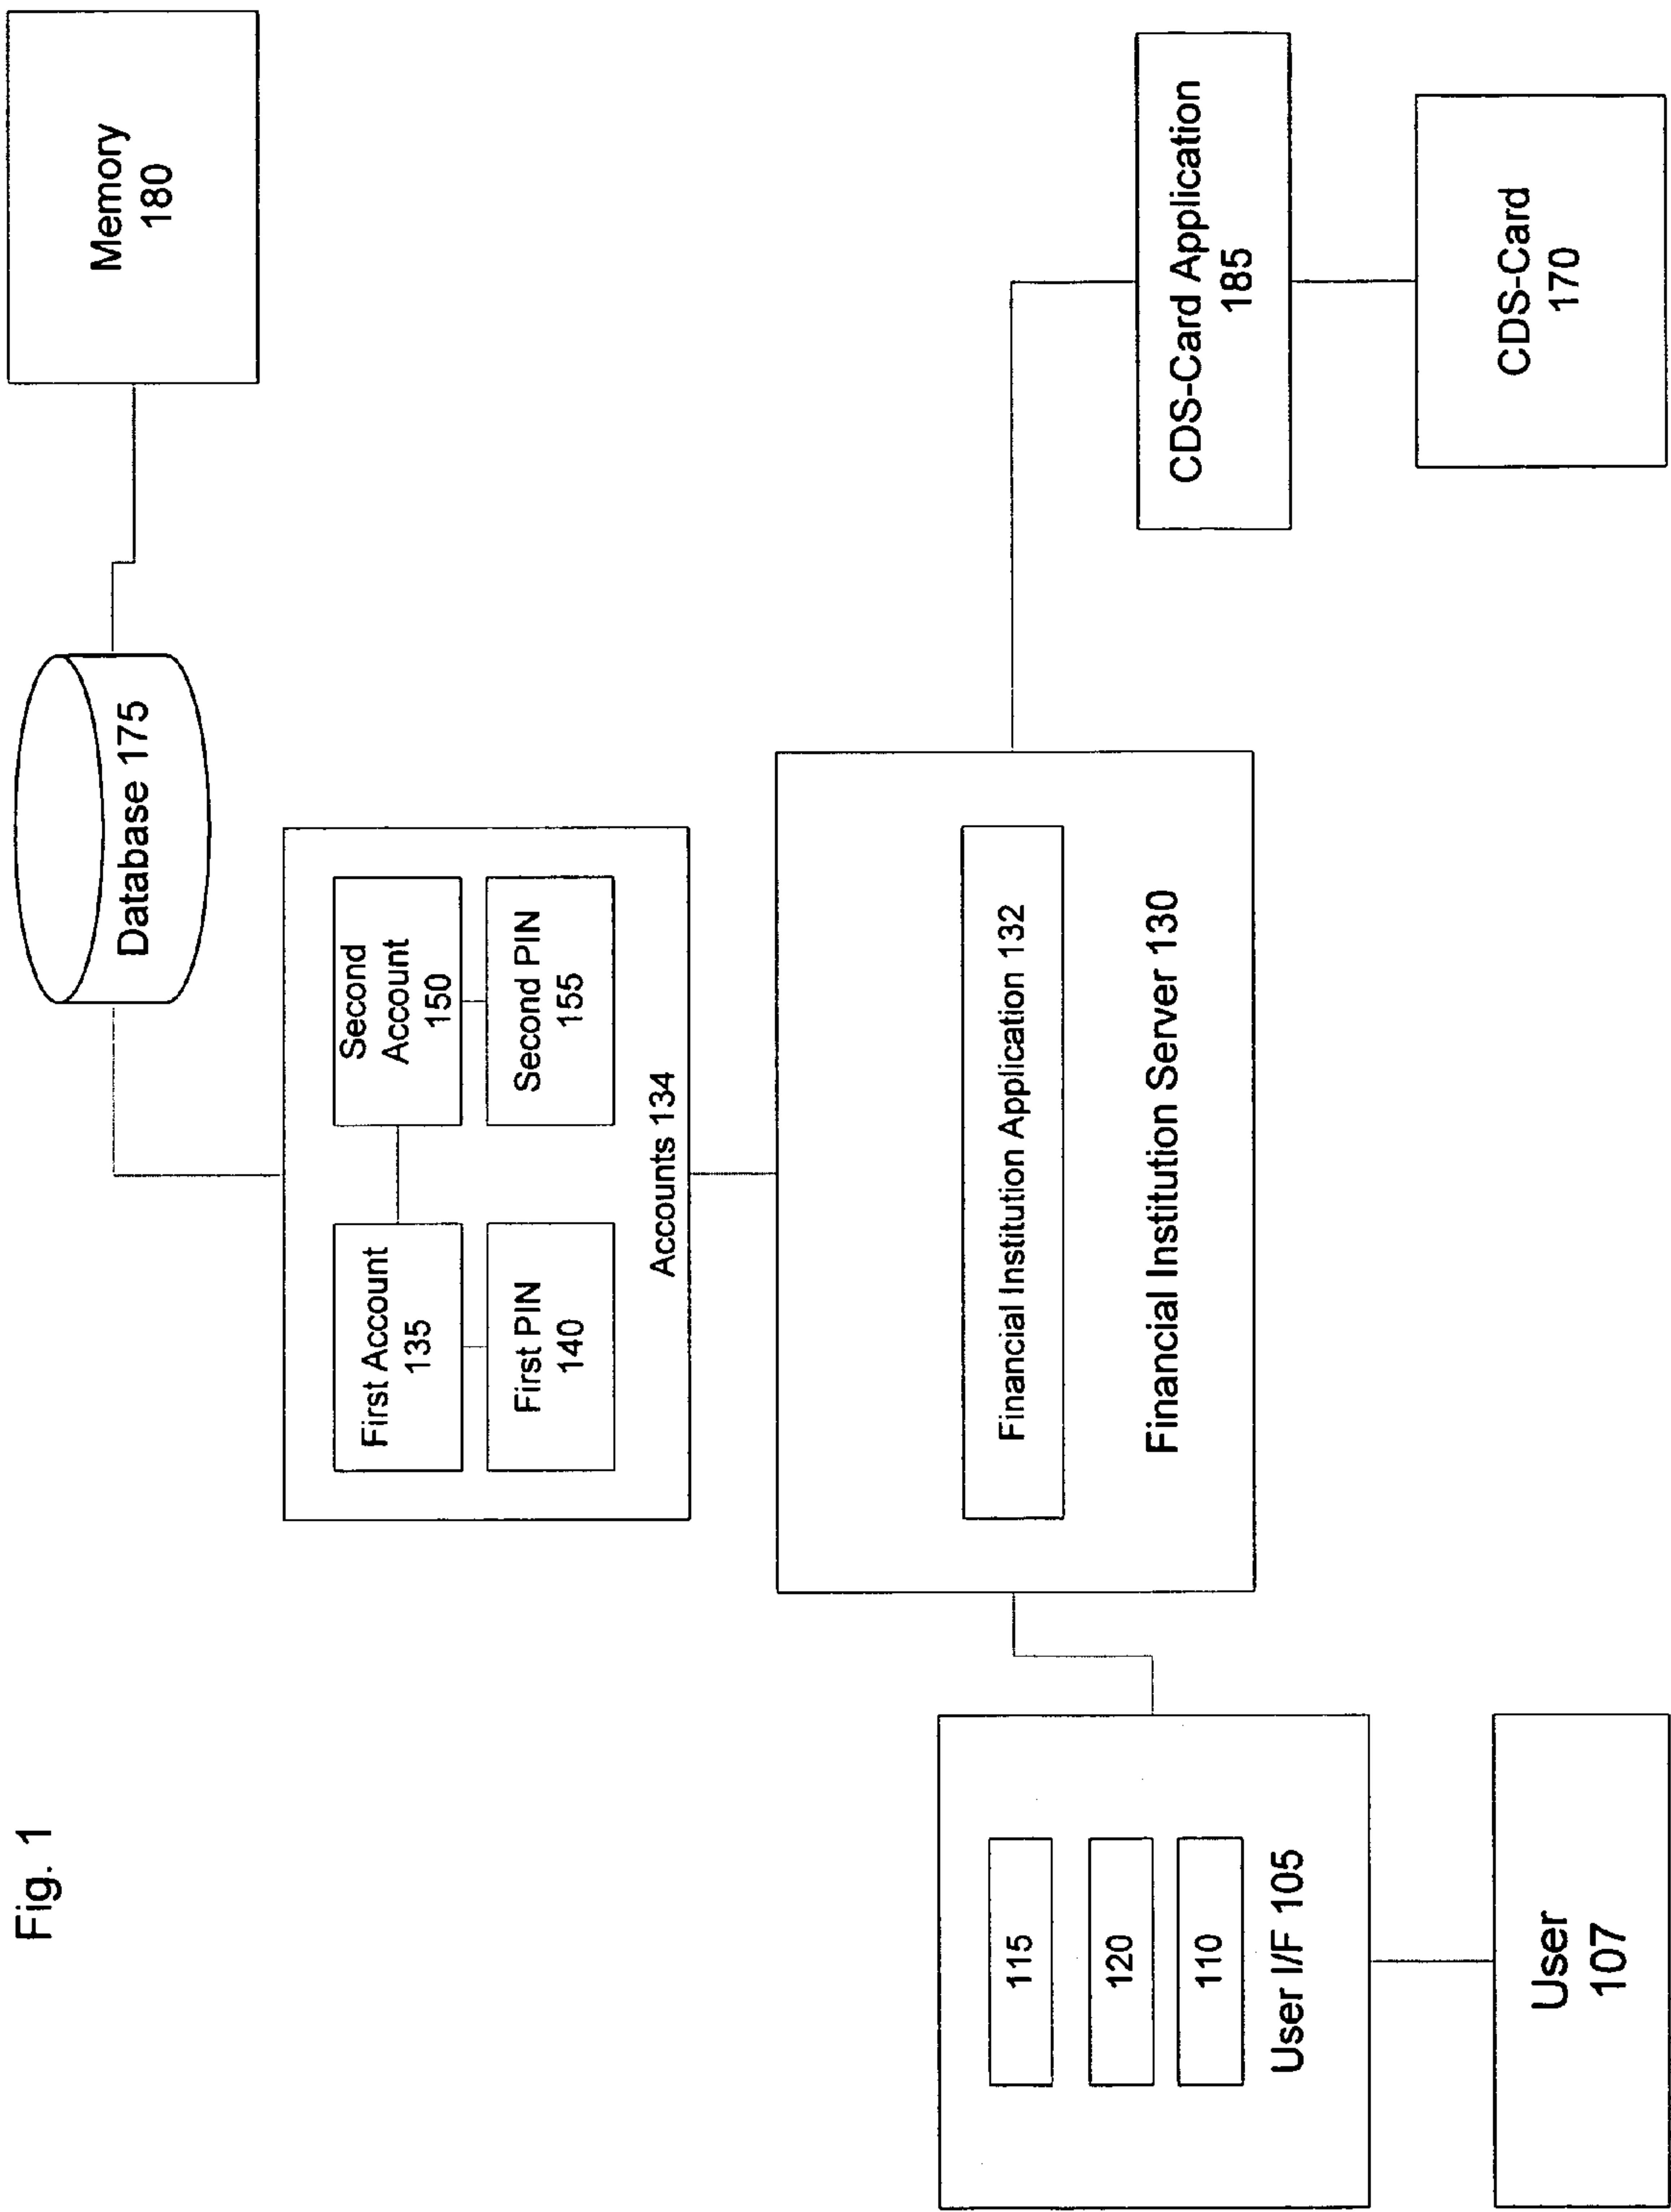 Fig. 1
Memory
180
Database 175
Second
Account
150
Second PIN
155
First Account
135
First PIN
140
Accounts 134
Financial Institution Application 132
Financial Institution Server 130
CDS-Card Application
185
CDS-Card
170
115
120
110
User I/F 105
User
107